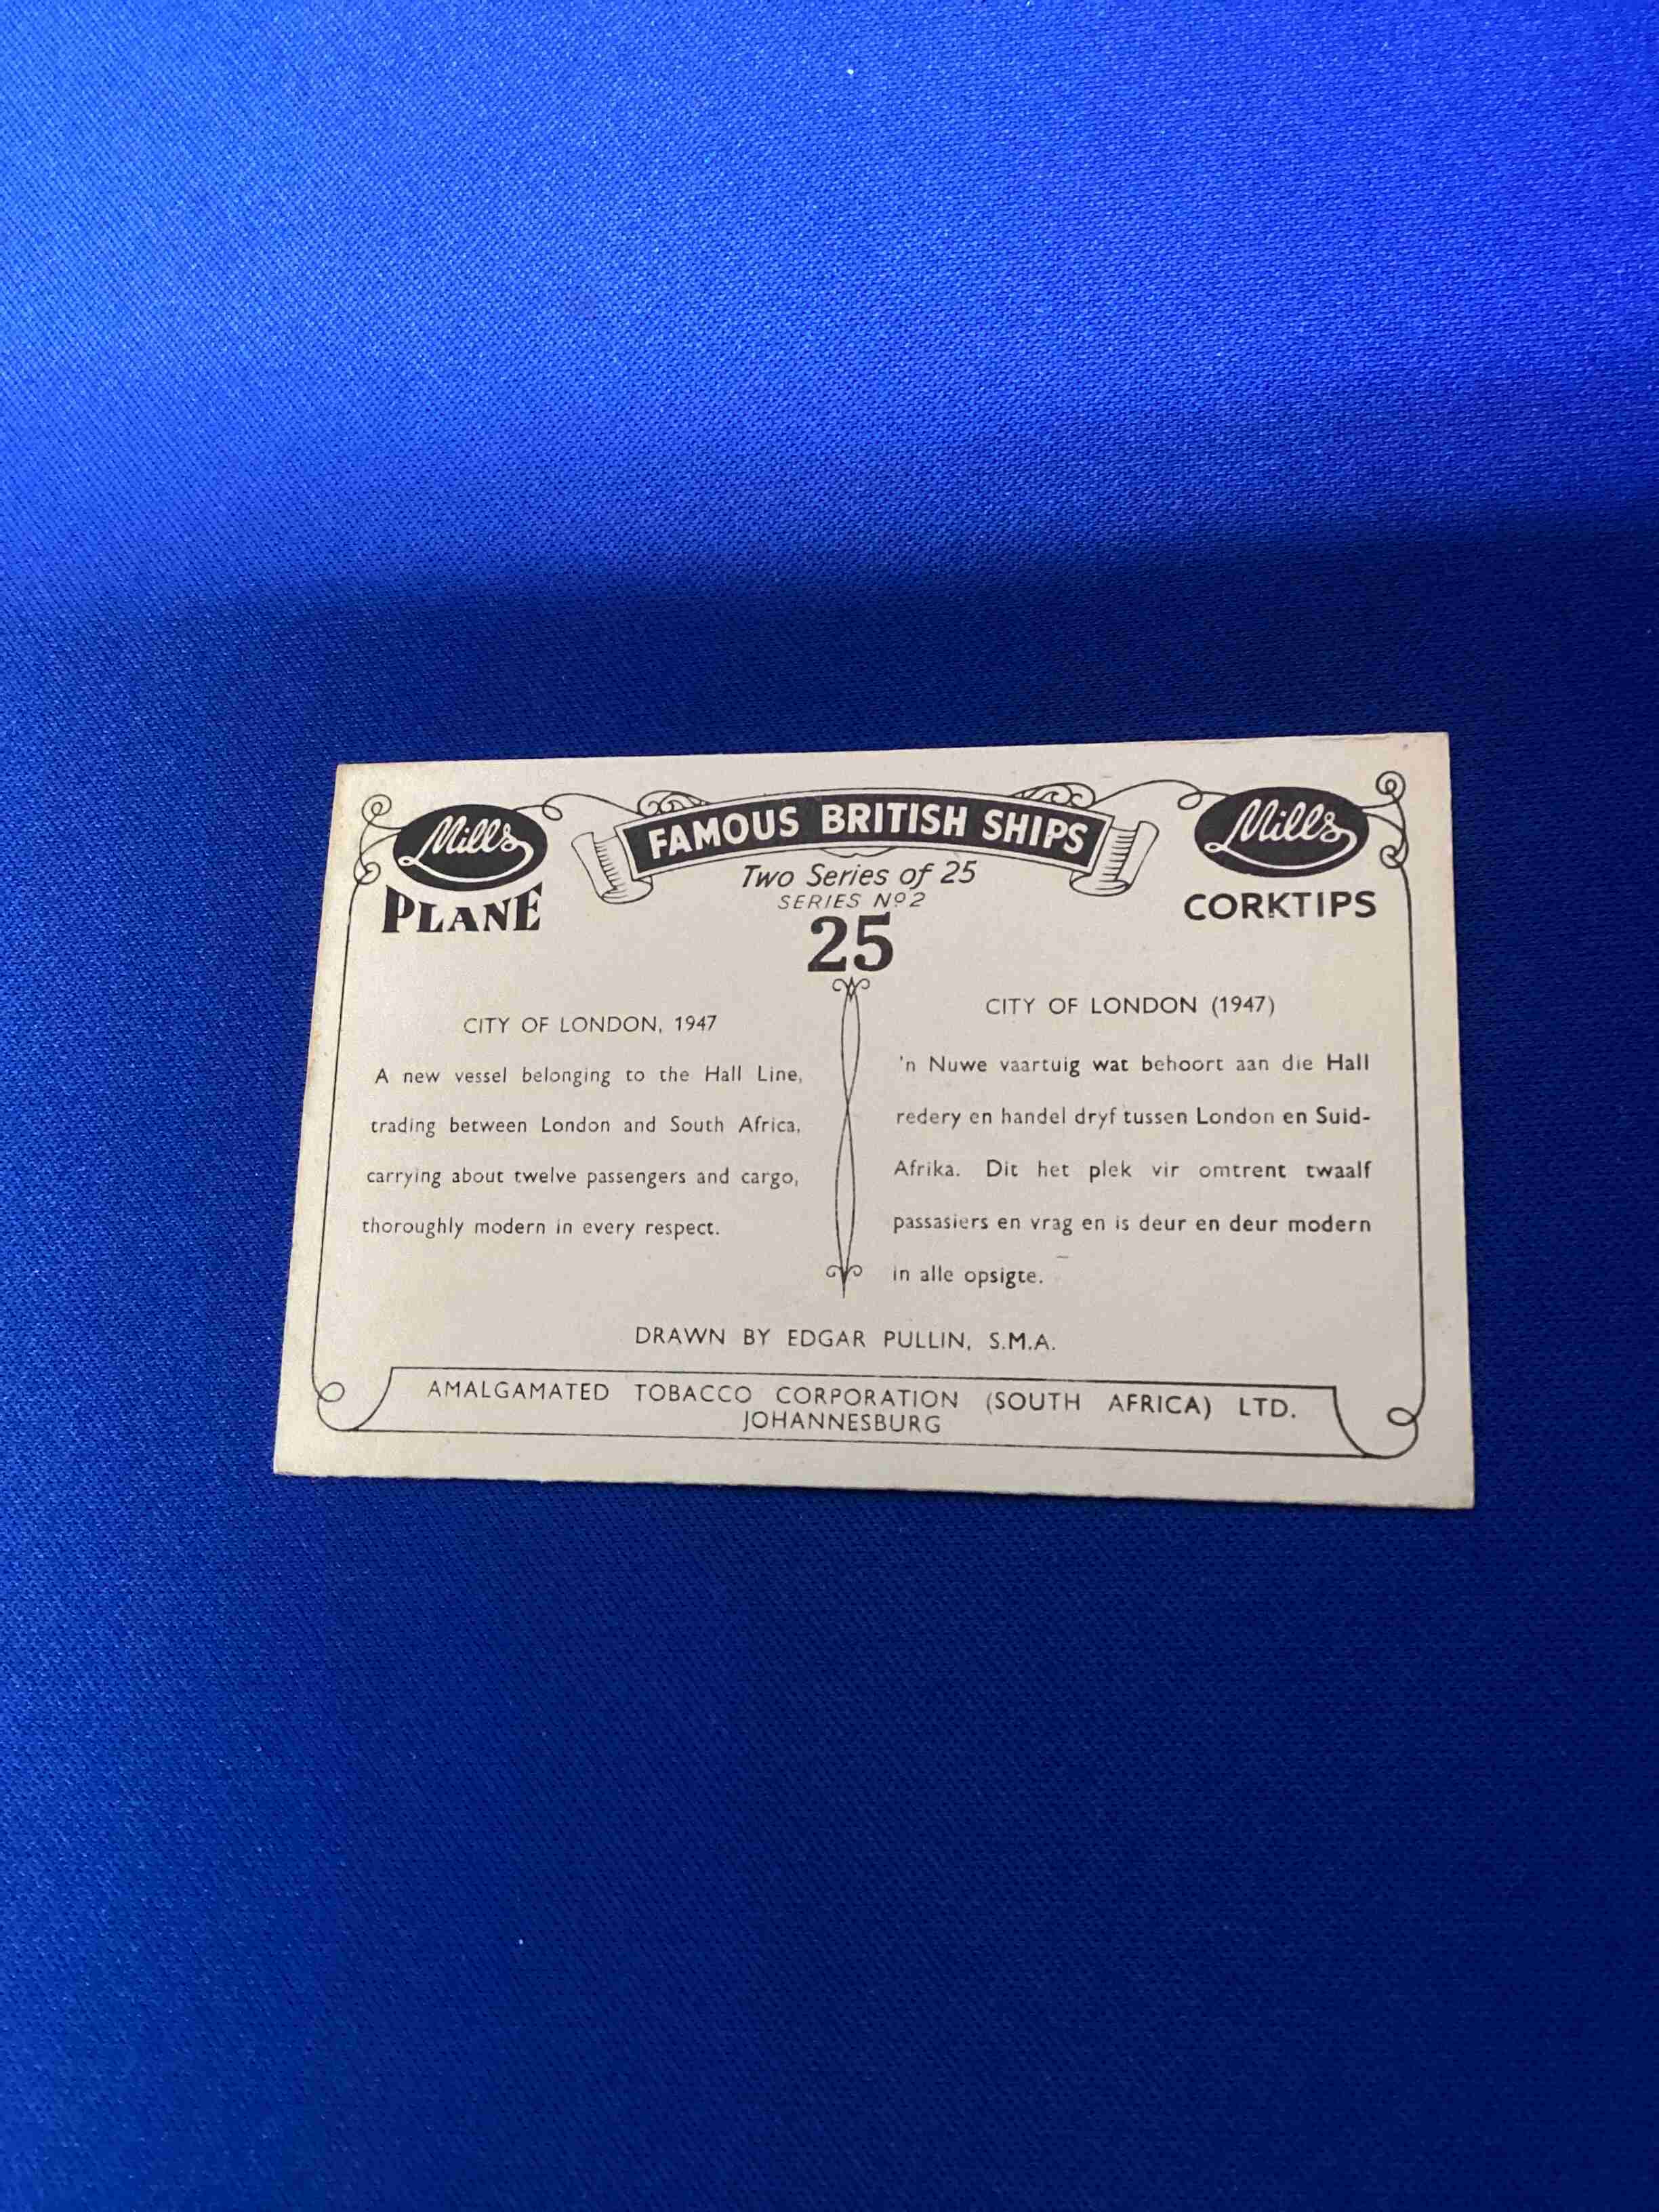 Mills
PLANE
FAMOUS BRITISH SHIPS
Two Series of 25
SERIES Nº2
25
Mills
CORKTIPS
CITY OF LONDON, 1947
A new vessel belonging to the Hall Line,
trading between London and South Africa,
carrying about twelve passengers and cargo,
thoroughly modern in every respect.
CITY OF LONDON (1947)
'n Nuwe vaartuig wat behoort aan die Hall
redery en handel dryf tussen London en Suid-
Afrika. Dit het plek vir omtrent twaalf
passasiers en vrag en is deur en deur modern
in alle opsigte.
DRAWN BY EDGAR PULLIN, S.M.A.
AMALGAMATED TOBACCO CORPORATION (SOUTH AFRICA) LTD.
JOHANNESBURG